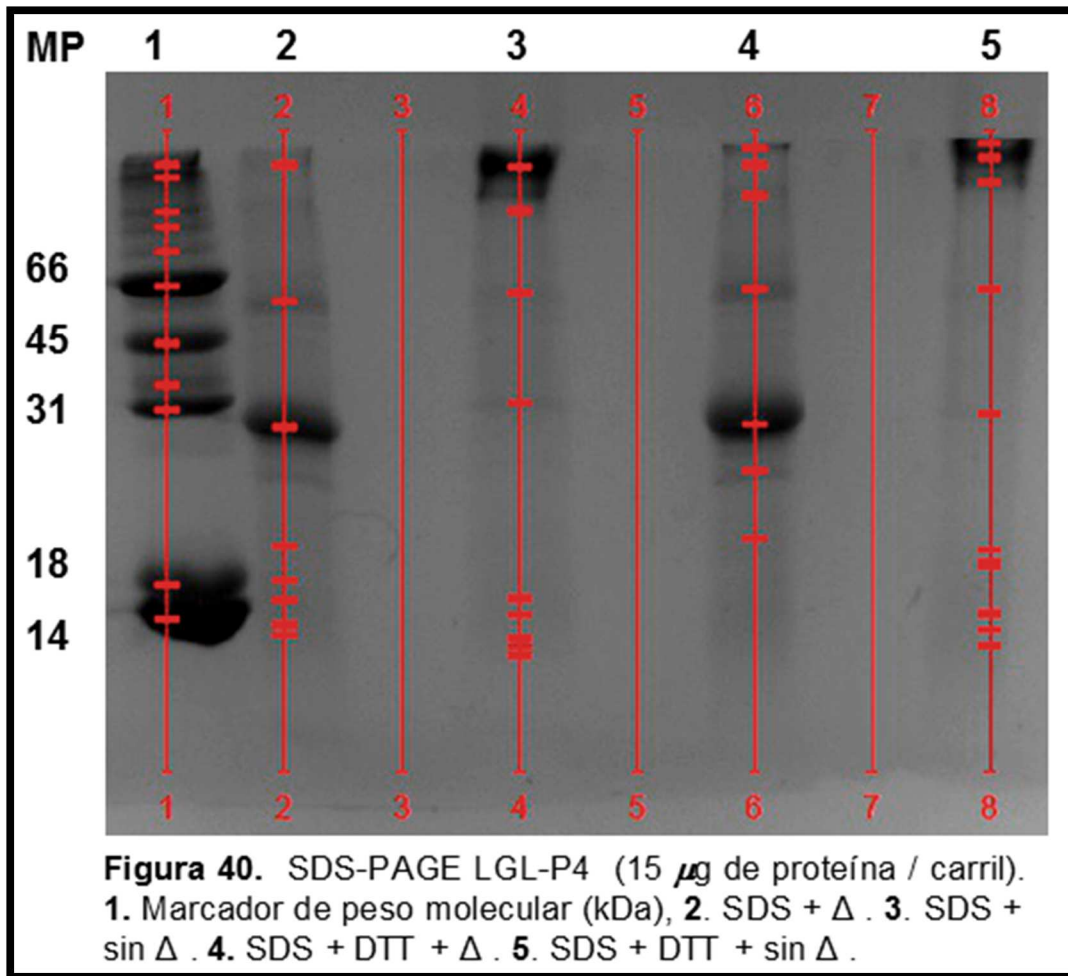 MP 1 2 3 4 5
1 2 3 4 5 6 7 8
66
45
31
18
14
1 2 3 4 5 6 7 8
Figura 40. SDS-PAGE LGL-P4 (15 µg de proteína / carril).
1. Marcador de peso molecular (kDa), 2. SDS + Δ . 3. SDS +
sin Δ . 4. SDS + DTT + Δ . 5. SDS + DTT + sin Δ .